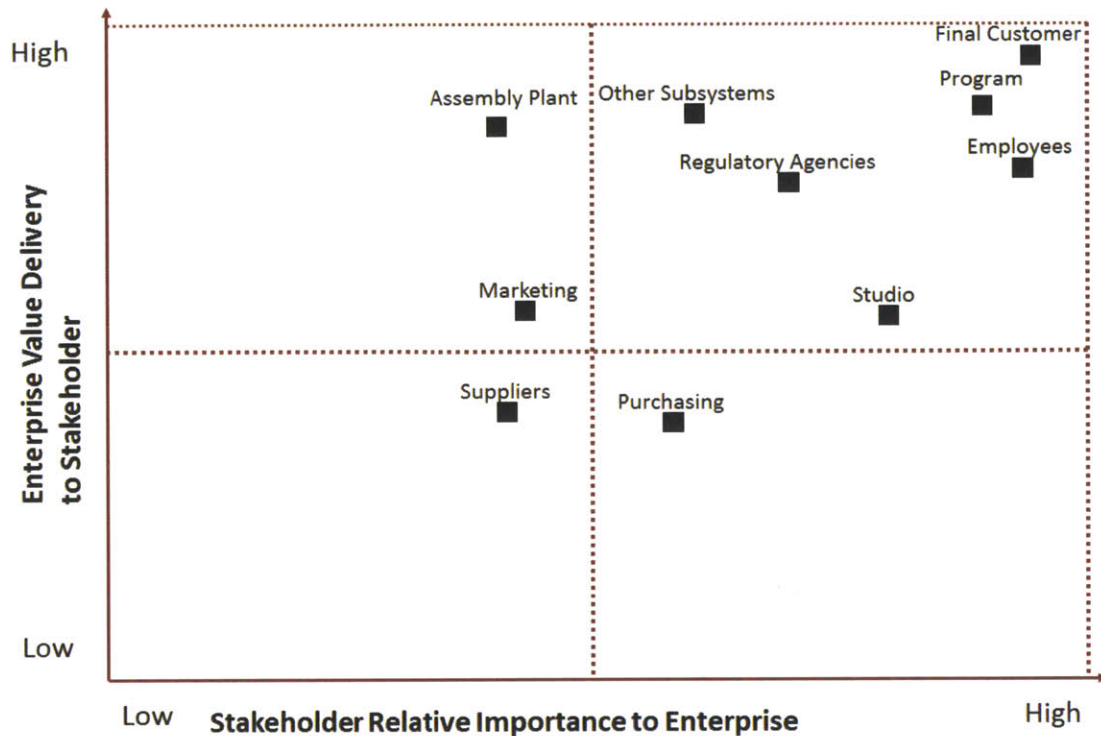 High
Final Customer
Program
Assembly Plant
Other Subsystems
Employees
Regulatory Agencies
Enterprise Value Delivery
to Stakeholder
Marketing
Studio
Suppliers
Purchasing
Low
Low
Stakeholder Relative Importance to Enterprise
High